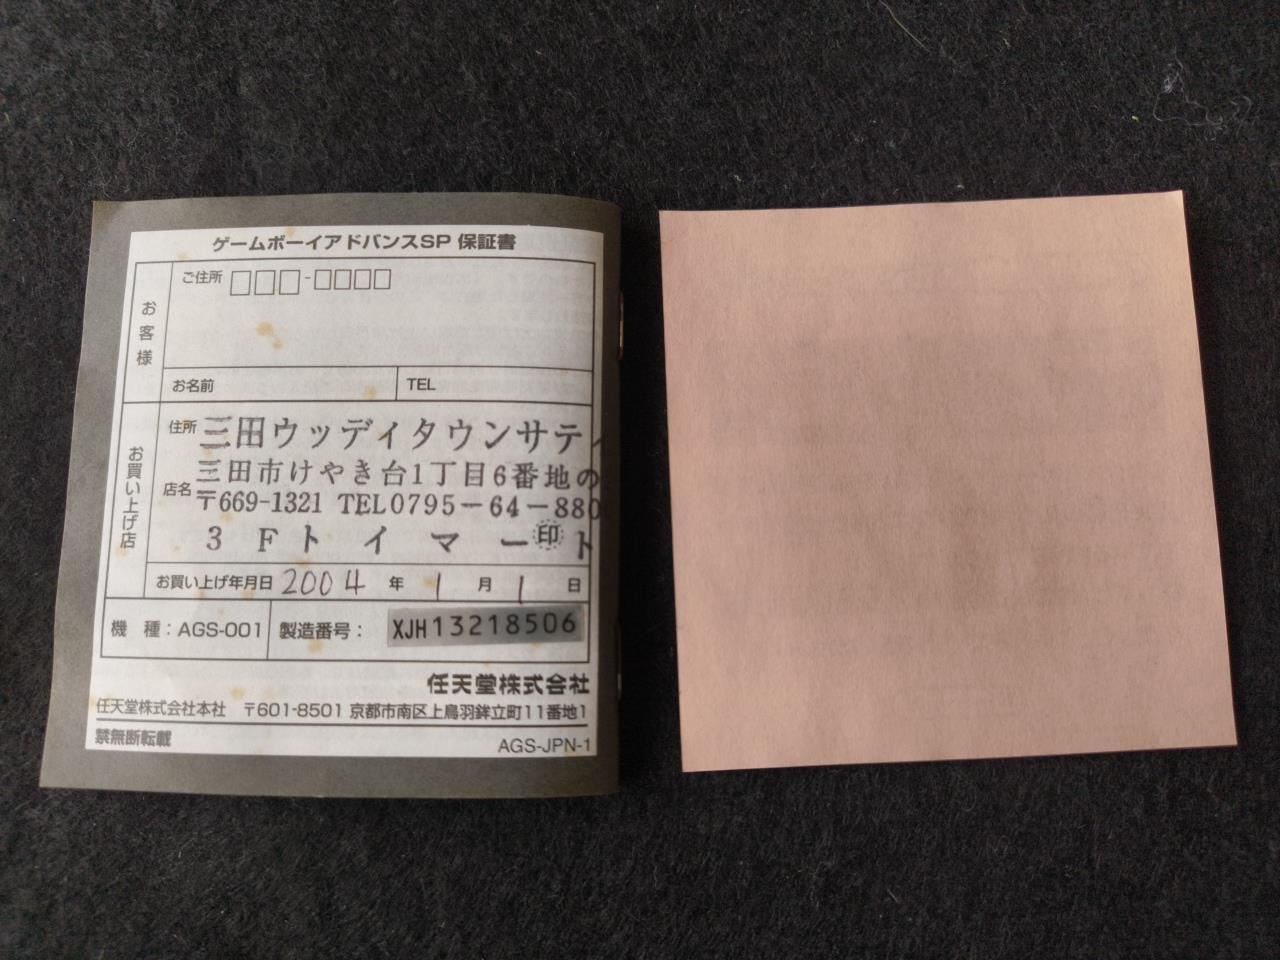 ゲームボーイアドバンスSP 保証書
お客様
ご住所 □□□-□□□□
お名前
TEL
お買い上げ店
住所
三田ウッディタウンサティ
三田市けやき台1丁目6番地の
店名
〒669-1321 TEL0795-64-880
3Fトイマート
印
お買い上げ年月日 2004 年 1 月 1 日
機種:AGS-001 製造番号: XJH13218506
任天堂株式会社
任天堂株式会社本社 〒601-8501 京都市南区上鳥羽鉾立町11番地1
禁無断転載
AGS-JPN-1